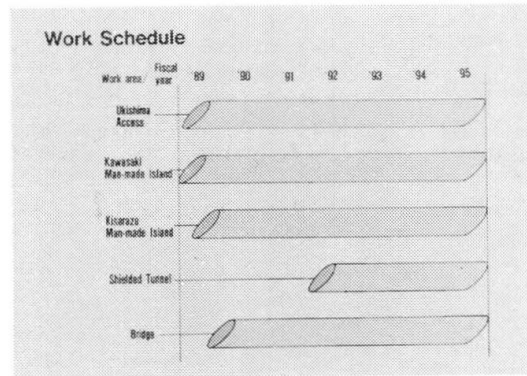 Work Schedule
Work area/ Fiscal year 89 90 91 92 93 94 95
Ukishima
Access
Kawasaki
Man-made Island
Kisarazu
Man-made Island
Shielded Tunnel
Bridge